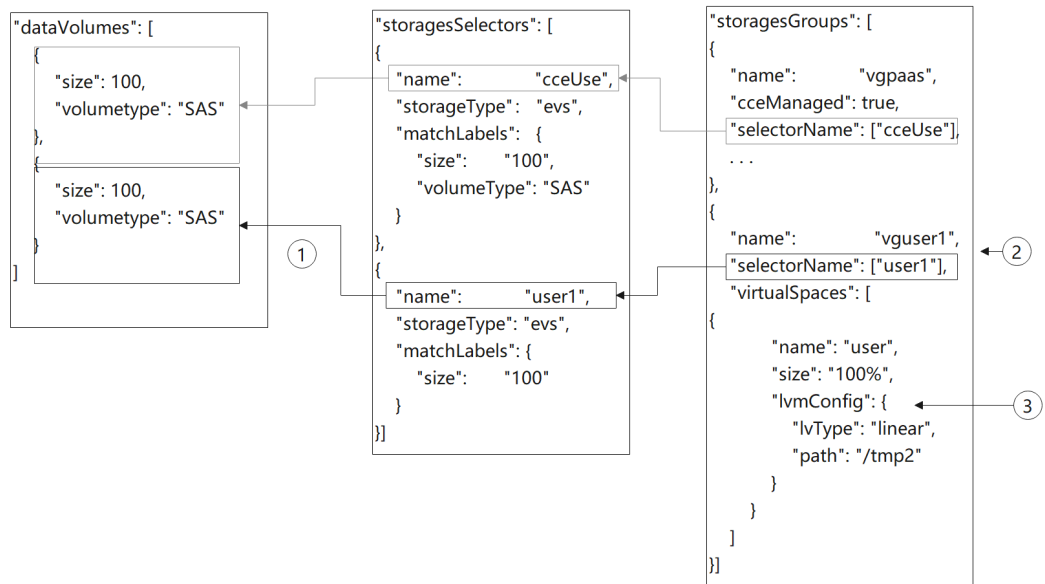 "dataVolumes": [
{
"size": 100,
"volumetype": "SAS"
},
{
"size": 100,
"volumetype": "SAS"
}
]
1
"storagesSelectors": [
{
"name": "cceUse",
"storageType": "evs",
"matchLabels": {
"size": "100",
"volumeType": "SAS"
}
},
{
"name": "user1",
"storageType": "evs",
"matchLabels": {
"size": "100"
}
}]
"storagesGroups": [
{
"name": "vgpaas",
"cceManaged": true,
"selectorName": ["cceUse"],
...
},
{
"name": "vguser1",
"selectorName": ["user1"],
"virtualSpaces": [
{
"name": "user",
"size": "100%",
"lvmConfig": {
"lvType": "linear",
"path": "/tmp2"
}
}
]
}]
2
3